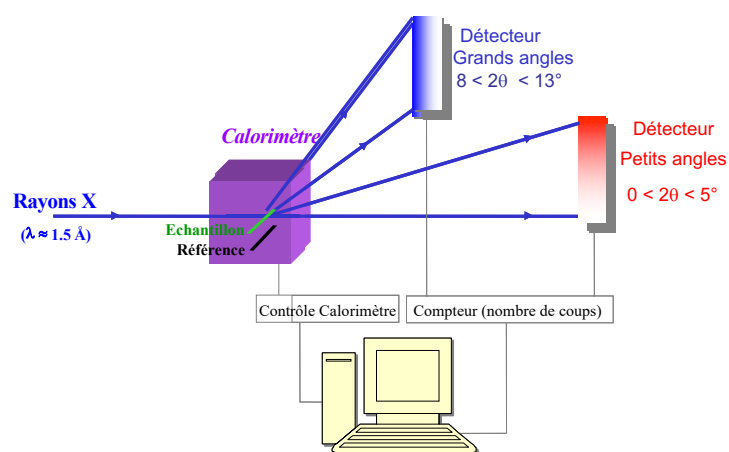 Détecteur
Grands angles
8 < 2θ < 13°
Calorimètre
Détecteur
Petits angles
0 < 2θ < 5°
Rayons X
(λ ≈ 1.5 Å)
Echantillon
Référence
Contrôle Calorimètre
Compteur (nombre de coups)